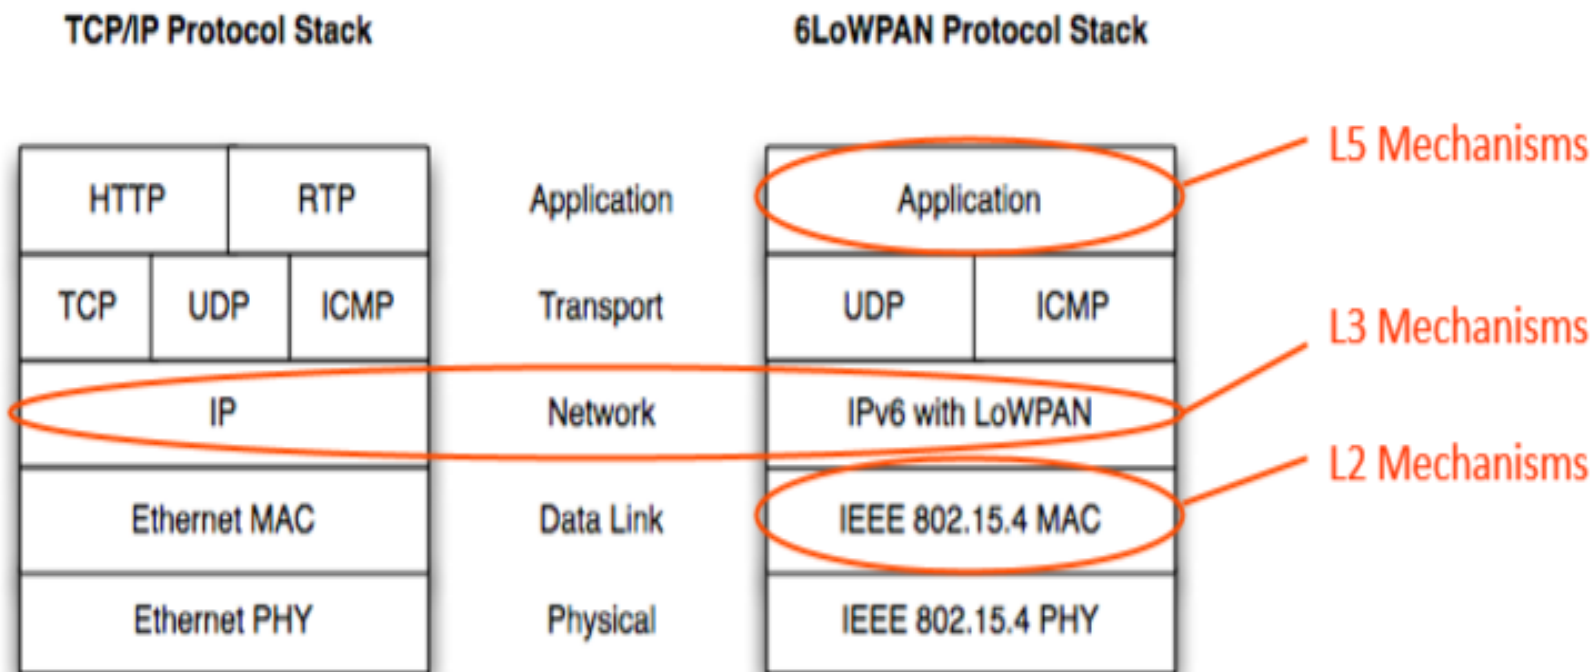 TCP/IP Protocol Stack
6LoWPAN Protocol Stack
L5 Mechanisms
HTTP RTP Application Application
TCP UDP ICMP Transport UDP ICMP
L3 Mechanisms
IP Network IPv6 with LoWPAN
L2 Mechanisms
Ethernet MAC Data Link IEEE 802.15.4 MAC
Ethernet PHY Physical IEEE 802.15.4 PHY